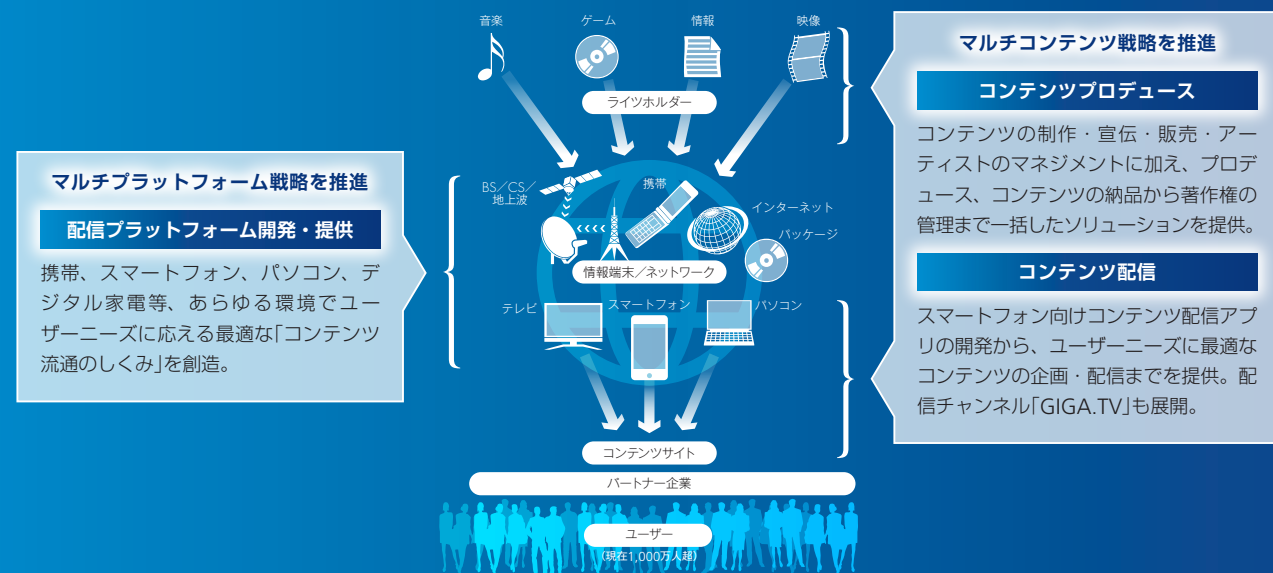 音楽
ゲーム
情報
映像
ライツホルダー
BS／CS／
地上波
携帯
インターネット
パッケージ
情報端末／ネットワーク
テレビ
スマートフォン
パソコン
コンテンツサイト
パートナー企業
ユーザー
（現在1,000万人超）
マルチプラットフォーム戦略を推進
配信プラットフォーム開発・提供
携帯、スマートフォン、パソコン、デ
ジタル家電等、あらゆる環境でユー
ザーニーズに応える最適な「コンテンツ
流通のしくみ」を創造。
マルチコンテンツ戦略を推進
コンテンツプロデュース
コンテンツの制作・宣伝・販売・アー
ティストのマネジメントに加え、プロデ
ュース、コンテンツの納品から著作権の
管理まで一括したソリューションを提供。
コンテンツ配信
スマートフォン向けコンテンツ配信アプ
リの開発から、ユーザーニーズに最適な
コンテンツの企画・配信までを提供。配
信チャンネル「GIGA.TV」も展開。